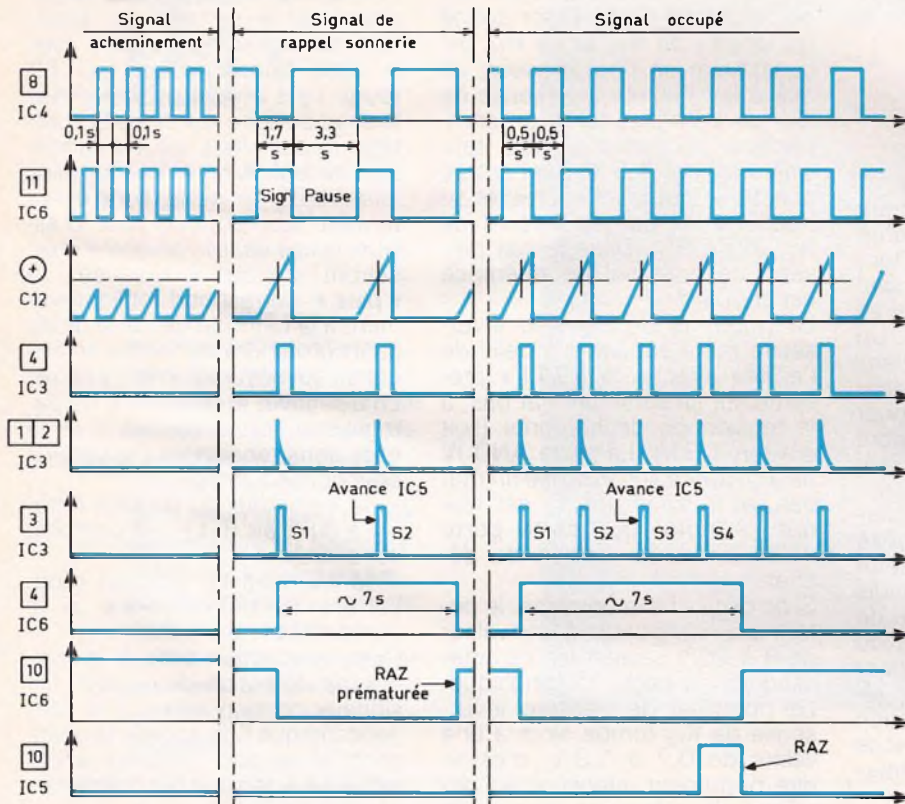 Signal
acheminement
Signal de
rappel sonnerie
Signal occupé
8
IC4
0,1s
0,1s
1,7
s
3,3
s
0,5
s
0,5
s
11
IC6
Sign Pause
+
C12
4
IC3
1 2
IC3
Avance IC5
Avance IC5
3
IC3
S1
S2
S1
S2
S3
S4
4
IC6
~ 7s
~ 7s
10
IC6
RAZ
prématurée
10
IC5
RAZ